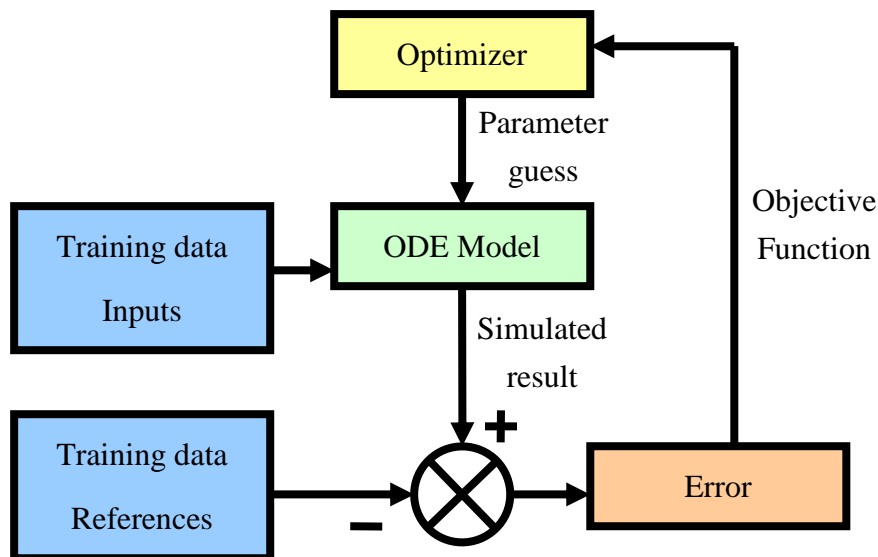 Optimizer
Parameter
guess
Training data
Inputs
ODE Model
Objective
Function
Simulated
result
+
Training data
References
−
Error